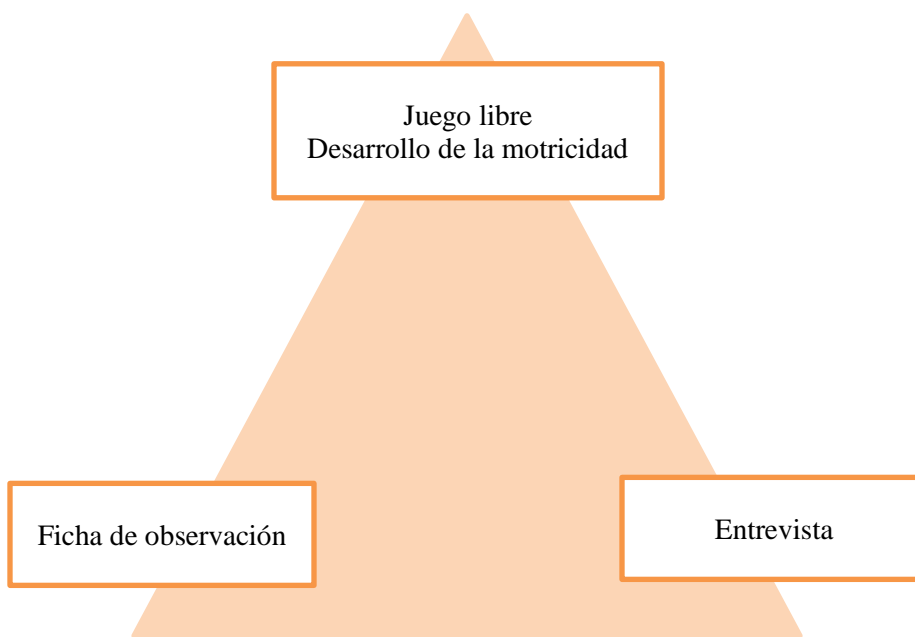 Juego libre
Desarrollo de la motricidad
Ficha de observación
Entrevista